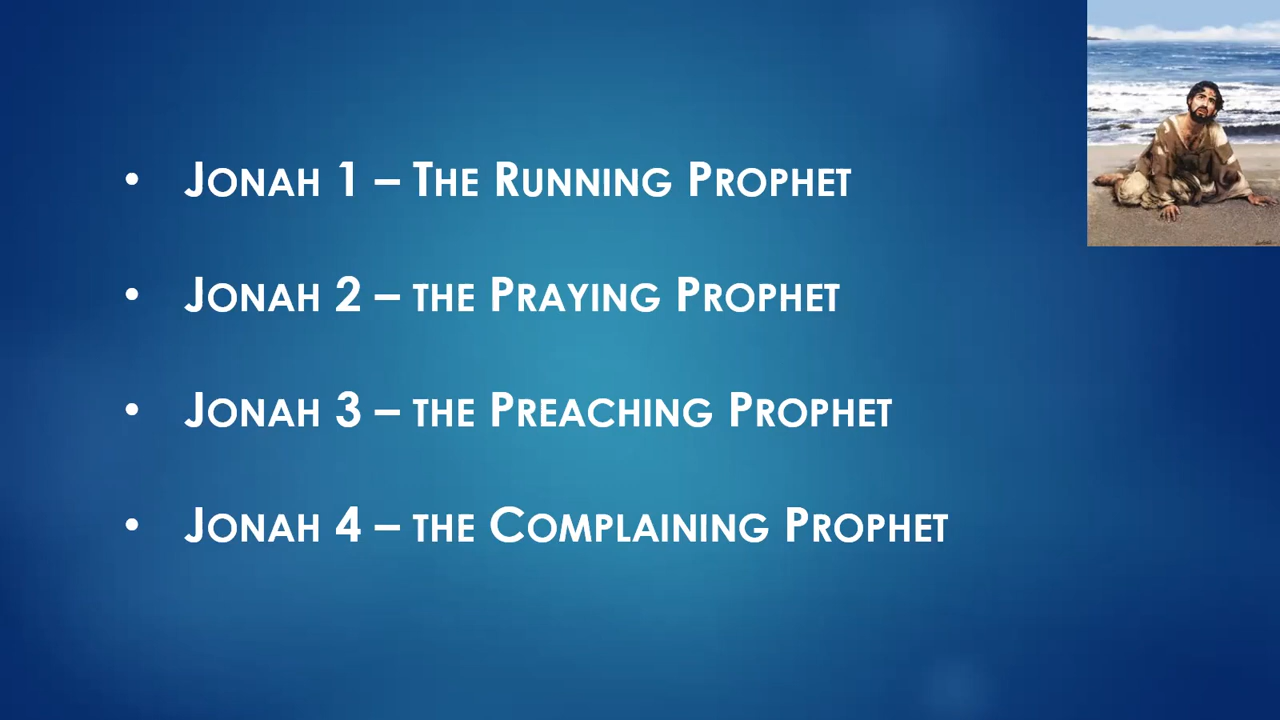 • Jonah 1 – The Running Prophet
• Jonah 2 – the Praying Prophet
• Jonah 3 – the Preaching Prophet
• Jonah 4 – the Complaining Prophet